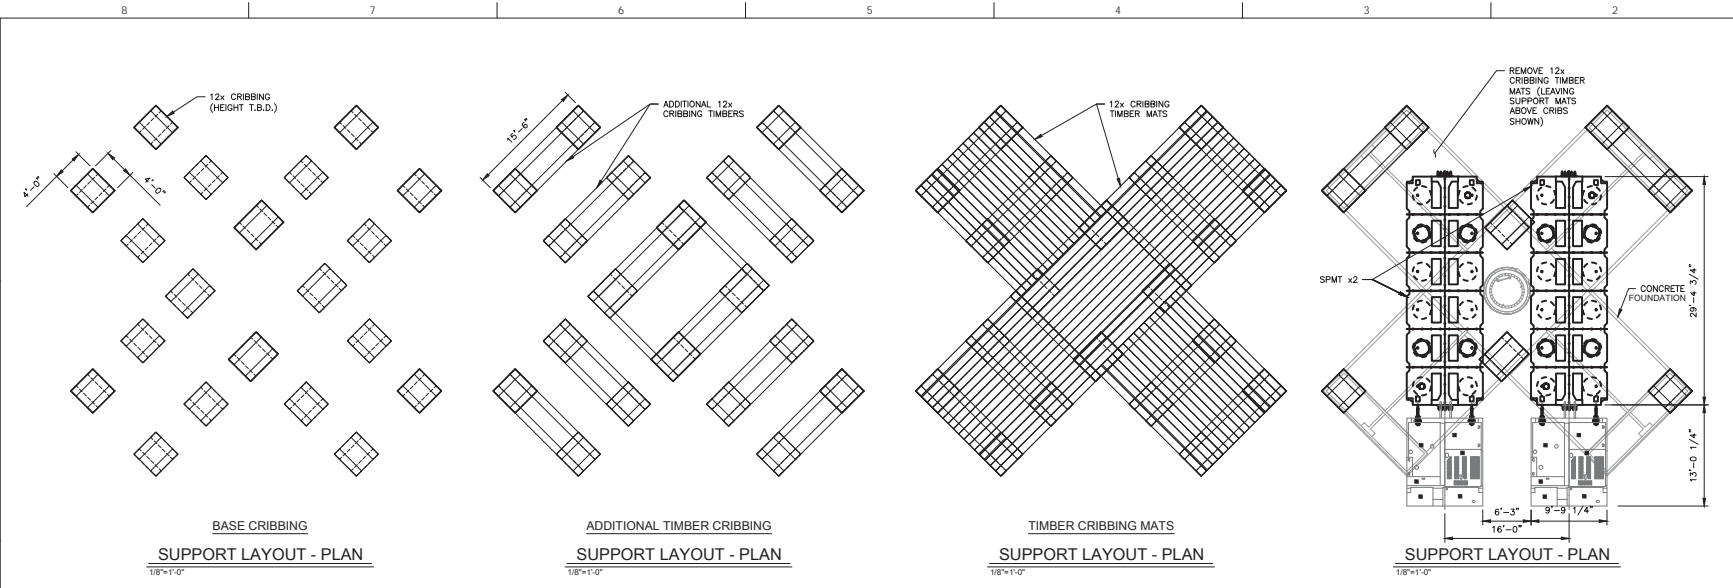 8
7
6
5
4
3
2
12x CRIBBING
(HEIGHT T.B.D.)
4'-0"
4'-0"
BASE CRIBBING
SUPPORT LAYOUT - PLAN
1/8"=1'-0"
15'-6"
ADDITIONAL 12x
CRIBBING TIMBERS
ADDITIONAL TIMBER CRIBBING
SUPPORT LAYOUT - PLAN
1/8"=1'-0"
12x CRIBBING
TIMBER MATS
TIMBER CRIBBING MATS
SUPPORT LAYOUT - PLAN
1/8"=1'-0"
REMOVE 12x
CRIBBING TIMBER
MATS (LEAVING
SUPPORT MATS
ABOVE CRIBS
SHOWN)
SPMT x2
CONCRETE
FOUNDATION
29'-4 3/4"
13'-0 1/4"
6'-3"
9'-9 1/4"
16'-0"
SUPPORT LAYOUT - PLAN
1/8"=1'-0"